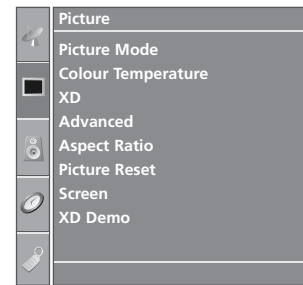 Picture
Picture Mode
Colour Temperature
XD
Advanced
Aspect Ratio
Picture Reset
Screen
XD Demo